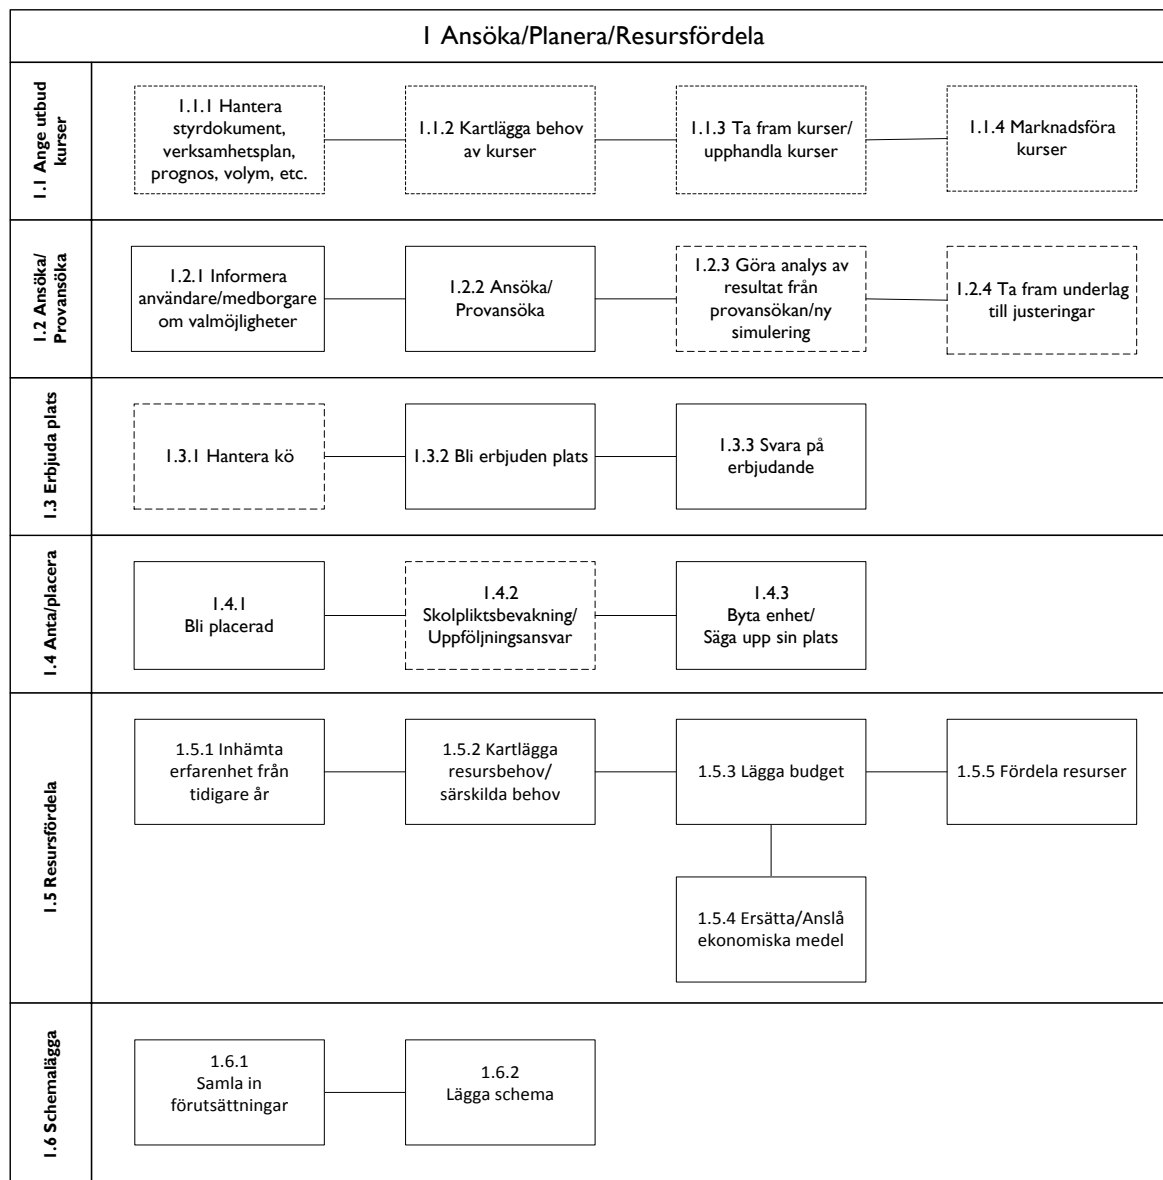 1 Ansöka/Planera/Resursfördela
1.1 Ange utbud
kurser
1.1.1 Hantera
styrdokument,
verksamhetsplan,
prognos, volym, etc.
1.1.2 Kartlägga behov
av kurser
1.1.3 Ta fram kurser/
upphandla kurser
1.1.4 Marknadsföra
kurser
1.2 Ansöka/
Provansöka
1.2.1 Informera
användare/medborgare
om valmöjligheter
1.2.2 Ansöka/
Provansöka
1.2.3 Göra analys av
resultat från
provansökan/ny
simulering
1.2.4 Ta fram underlag
till justeringar
1.3 Erbjuda plats
1.3.1 Hantera kö
1.3.2 Bli erbjuden plats
1.3.3 Svara på
erbjudande
1.4 Anta/placera
1.4.1
Bli placerad
1.4.2
Skolpliktsbevakning/
Uppföljningsansvar
1.4.3
Byta enhet/
Säga upp sin plats
1.5 Resursfördela
1.5.1 Inhämta
erfarenhet från
tidigare år
1.5.2 Kartlägga
resursbehov/
särskilda behov
1.5.3 Lägga budget
1.5.5 Fördela resurser
1.5.4 Ersätta/Anslå
ekonomiska medel
1.6 Schemalägga
1.6.1
Samla in
förutsättningar
1.6.2
Lägga schema